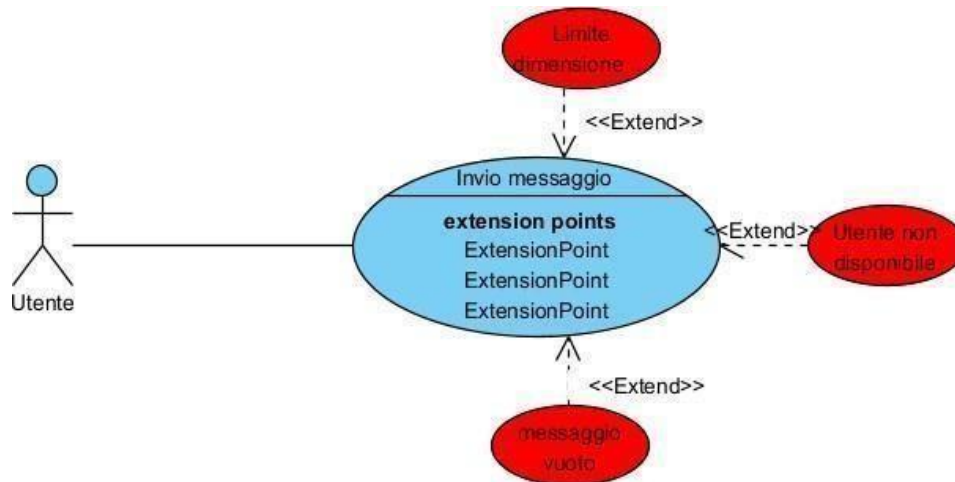 Limite
dimensione
<<Extend>>
Invio messaggio
extension points
ExtensionPoint
ExtensionPoint
ExtensionPoint
<<Extend>>
Utente non
disponibile
Utente
<<Extend>>
messaggio
vuoto